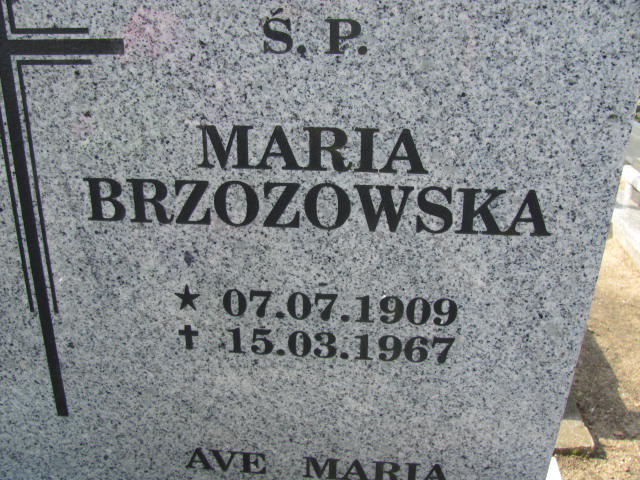 Ś. P.
MARIA
BRZOZOWSKA
★ 07.07.1909
✝ 15.03.1967
AVE MARIA